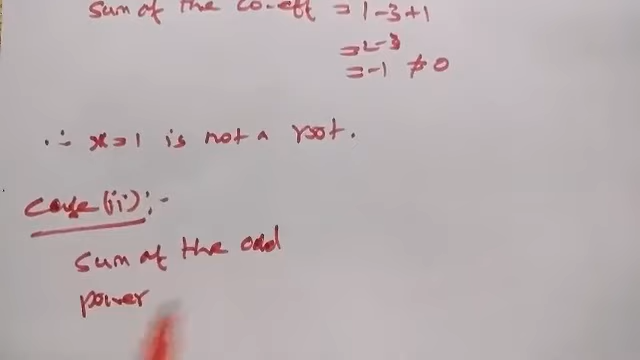 Sum of the co-eff = 1-3+1
= 2-3
= -1 ≠ 0
∴ x=1 is not a root.
Case(ii):-
Sum of the odd
power